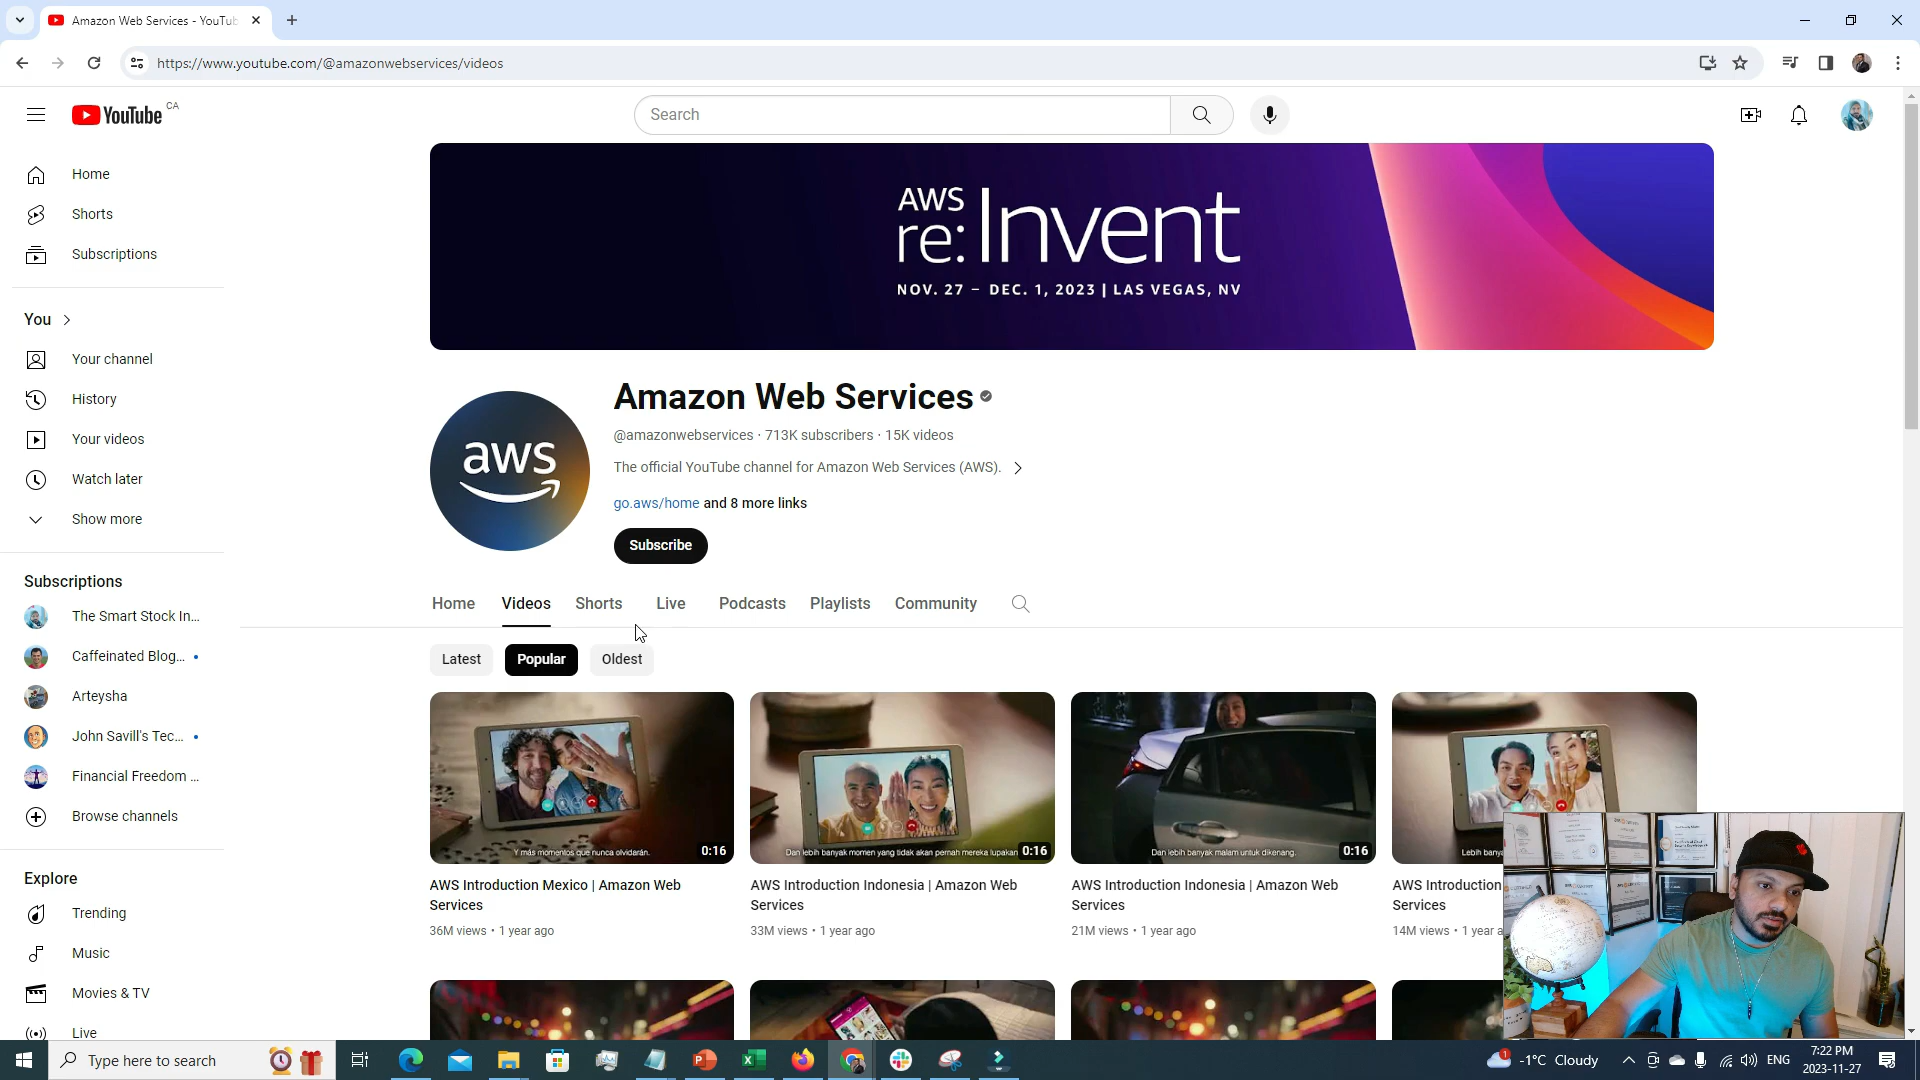 Amazon Web Services - YouTub
https://www.youtube.com/@amazonwebservices/videos
YouTube CA
Search
Home
Shorts
Subscriptions
You
Your channel
History
Your videos
Watch later
Show more
Subscriptions
The Smart Stock In...
Caffeinated Blog...
Arteysha
John Savill's Tec...
Financial Freedom ...
Browse channels
Explore
Trending
Music
Movies & TV
Live
AWS
re:Invent
NOV. 27 – DEC. 1, 2023 | LAS VEGAS, NV
aws
Amazon Web Services
@amazonwebservices · 713K subscribers · 15K videos
The official YouTube channel for Amazon Web Services (AWS).
go.aws/home and 8 more links
Subscribe
Home Videos Shorts Live Podcasts Playlists Community
Latest Popular Oldest
Y más momentos que nunca olvidarán.
0:16
AWS Introduction Mexico | Amazon Web
Services
36M views • 1 year ago
Dan lebih banyak momen yang tidak akan pernah mereka lupakan
0:16
AWS Introduction Indonesia | Amazon Web
Services
33M views • 1 year ago
Dan lebih banyak malam untuk dikenang.
0:16
AWS Introduction Indonesia | Amazon Web
Services
21M views • 1 year ago
Lebih
AWS Introduction
Services
14M views • 1 year a
Type here to search
1
-1°C Cloudy
ENG
7:22 PM
2023-11-27